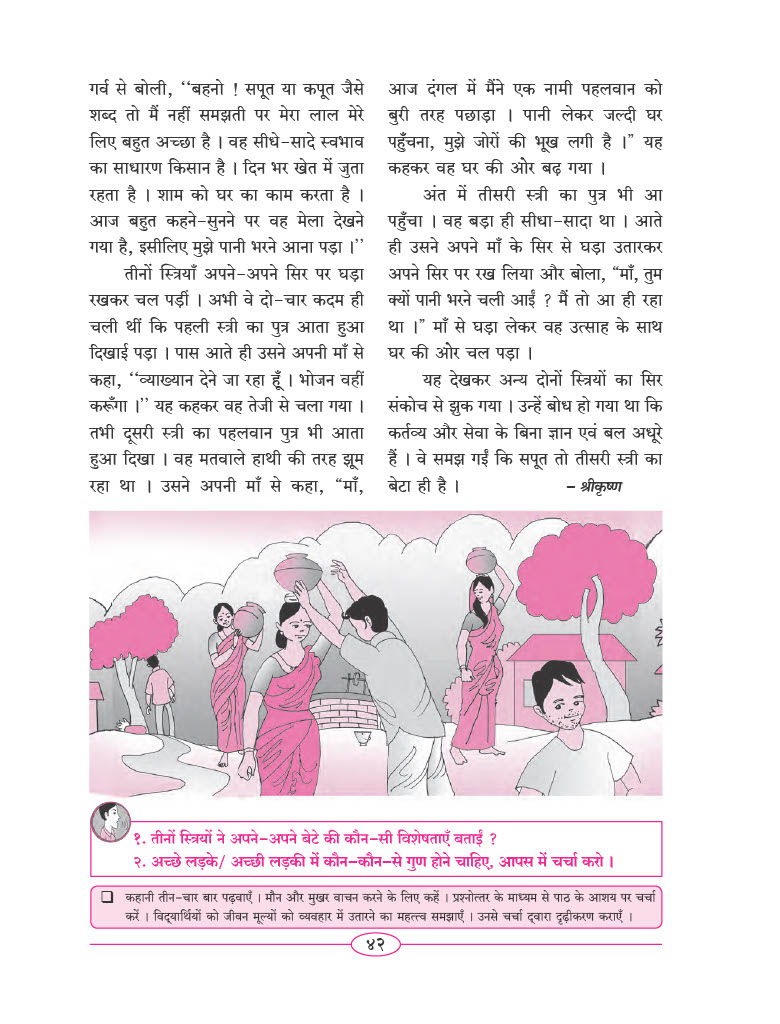 गर्व से बोली, ‘‘बहनो ! सपूत या कपूत जैसे
शब्द तो मैं नहीं समझती पर मेरा लाल मेरे
लिए बहुत अच्छा है । वह सीधे-सादे स्वभाव
का साधारण किसान है । दिन भर खेत में जुता
रहता है । शाम को घर का काम करता है ।
आज बहुत कहने-सुनने पर वह मेला देखने
गया है, इसीलिए मुझे पानी भरने आना पड़ा ।’’
तीनों स्त्रियाँ अपने-अपने सिर पर घड़ा
रखकर चल पड़ीं । अभी वे दो-चार कदम ही
चली थीं कि पहली स्त्री का पुत्र आता हुआ
दिखाई पड़ा । पास आते ही उसने अपनी माँ से
कहा, ‘‘व्याख्यान देने जा रहा हूँ । भोजन वहीं
करूँगा ।’’ यह कहकर वह तेजी से चला गया ।
तभी दूसरी स्त्री का पहलवान पुत्र भी आता
हुआ दिखा । वह मतवाले हाथी की तरह झूम
रहा था । उसने अपनी माँ से कहा, “माँ,
आज दंगल में मैंने एक नामी पहलवान को
बुरी तरह पछाड़ा । पानी लेकर जल्दी घर
पहुँचना, मुझे जोरों की भूख लगी है ।” यह
कहकर वह घर की ओर बढ़ गया ।
अंत में तीसरी स्त्री का पुत्र भी आ
पहुँचा । वह बड़ा ही सीधा-सादा था । आते
ही उसने अपने माँ के सिर से घड़ा उतारकर
अपने सिर पर रख लिया और बोला, “माँ, तुम
क्यों पानी भरने चली आईं ? मैं तो आ ही रहा
था ।” माँ से घड़ा लेकर वह उत्साह के साथ
घर की ओर चल पड़ा ।
यह देखकर अन्य दोनों स्त्रियों का सिर
संकोच से झुक गया । उन्हें बोध हो गया था कि
कर्तव्य और सेवा के बिना ज्ञान एवं बल अधूरे
हैं । वे समझ गईं कि सपूत तो तीसरी स्त्री का
बेटा ही है । – श्रीकृष्ण
१. तीनों स्त्रियों ने अपने-अपने बेटे की कौन-सी विशेषताएँ बताईं ?
२. अच्छे लड़के/ अच्छी लड़की में कौन-कौन-से गुण होने चाहिए, आपस में चर्चा करो ।
❑ कहानी तीन-चार बार पढ़वाएँ । मौन और मुखर वाचन करने के लिए कहें । प्रश्नोत्तर के माध्यम से पाठ के आशय पर चर्चा
करें । विद्यार्थियों को जीवन मूल्यों को व्यवहार में उतारने का महत्त्व समझाएँ । उनसे चर्चा द्वारा दृढ़ीकरण कराएँ ।
४२